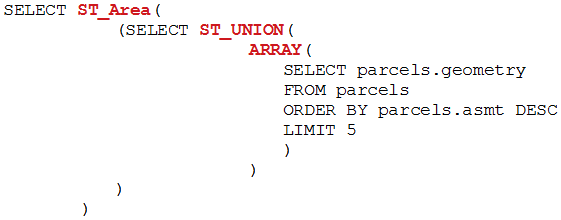 SELECT ST_Area(
(SELECT ST_UNION(
ARRAY(
SELECT parcels.geometry
FROM parcels
ORDER BY parcels.asmt DESC
LIMIT 5
)
)
)
)